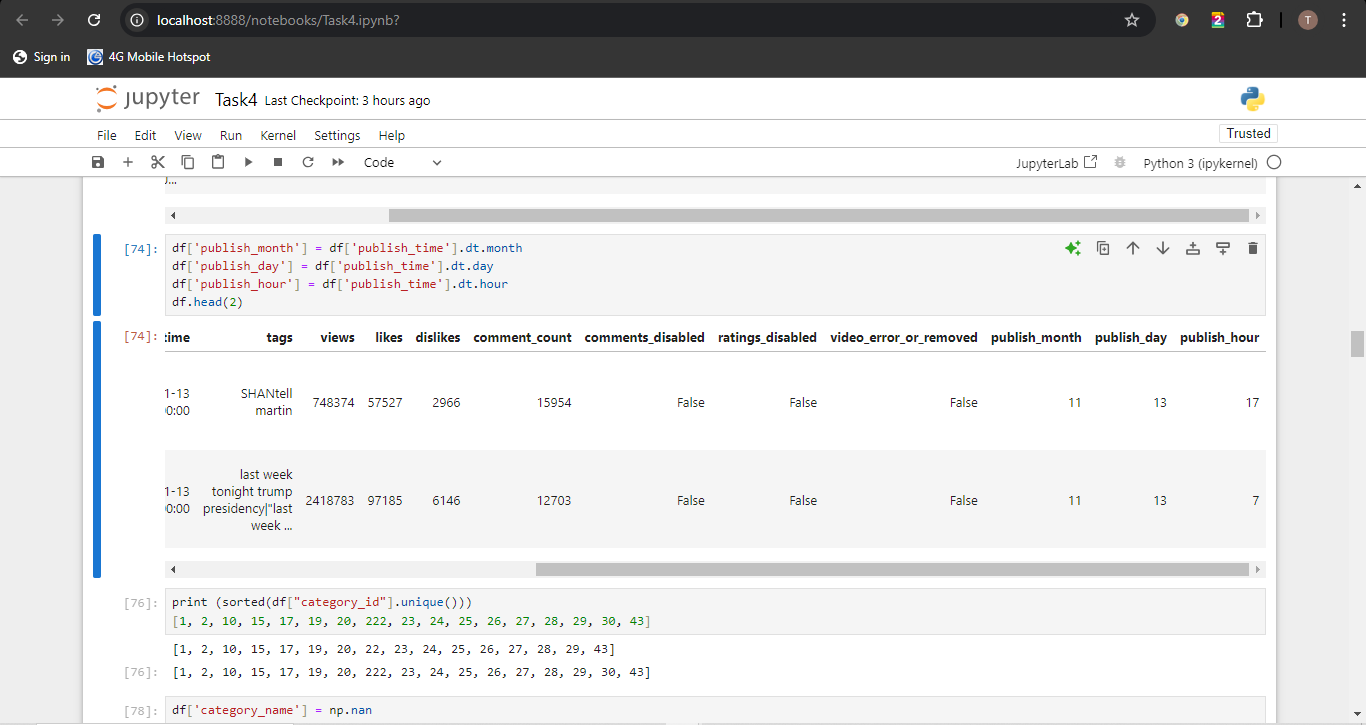 localhost:8888/notebooks/Task4.ipynb?
2
T
Sign in
4G Mobile Hotspot
jupyter Task4 Last Checkpoint: 3 hours ago
File Edit View Run Kernel Settings Help
Trusted
Code
JupyterLab
Python 3 (ipykernel)
[74]:
df['publish_month'] = df['publish_time'].dt.month
df['publish_day'] = df['publish_time'].dt.day
df['publish_hour'] = df['publish_time'].dt.hour
df.head(2)
[74]:
:ime tags views likes dislikes comment_count comments_disabled ratings_disabled video_error_or_removed publish_month publish_day publish_hour
1-13 SHANtell
0:00 martin
748374 57527 2966 15954 False False False 11 13 17
last week
1-13 tonight trump
0:00 presidency|"last
week ...
2418783 97185 6146 12703 False False False 11 13 7
[76]:
print (sorted(df["category_id"].unique()))
[1, 2, 10, 15, 17, 19, 20, 222, 23, 24, 25, 26, 27, 28, 29, 30, 43]
[1, 2, 10, 15, 17, 19, 20, 22, 23, 24, 25, 26, 27, 28, 29, 43]
[76]: [1, 2, 10, 15, 17, 19, 20, 222, 23, 24, 25, 26, 27, 28, 29, 30, 43]
[78]: df['category_name'] = np.nan